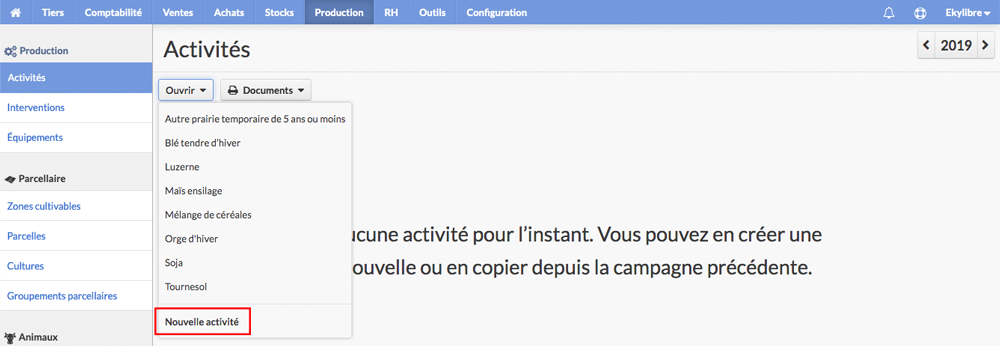 Tiers Comptabilité Ventes Achats Stocks Production RH Outils Configuration Ekylibre
Production
Activités
Interventions
Équipements
Parcellaire
Zones cultivables
Parcelles
Cultures
Groupements parcellaires
Animaux
Activités
2019
Ouvrir
Documents
Autre prairie temporaire de 5 ans ou moins
Blé tendre d'hiver
Luzerne
Maïs ensilage
Mélange de céréales
Orge d'hiver
Soja
Tournesol
Nouvelle activité
ucune activité pour l'instant. Vous pouvez en créer une
ouvelle ou en copier depuis la campagne précédente.